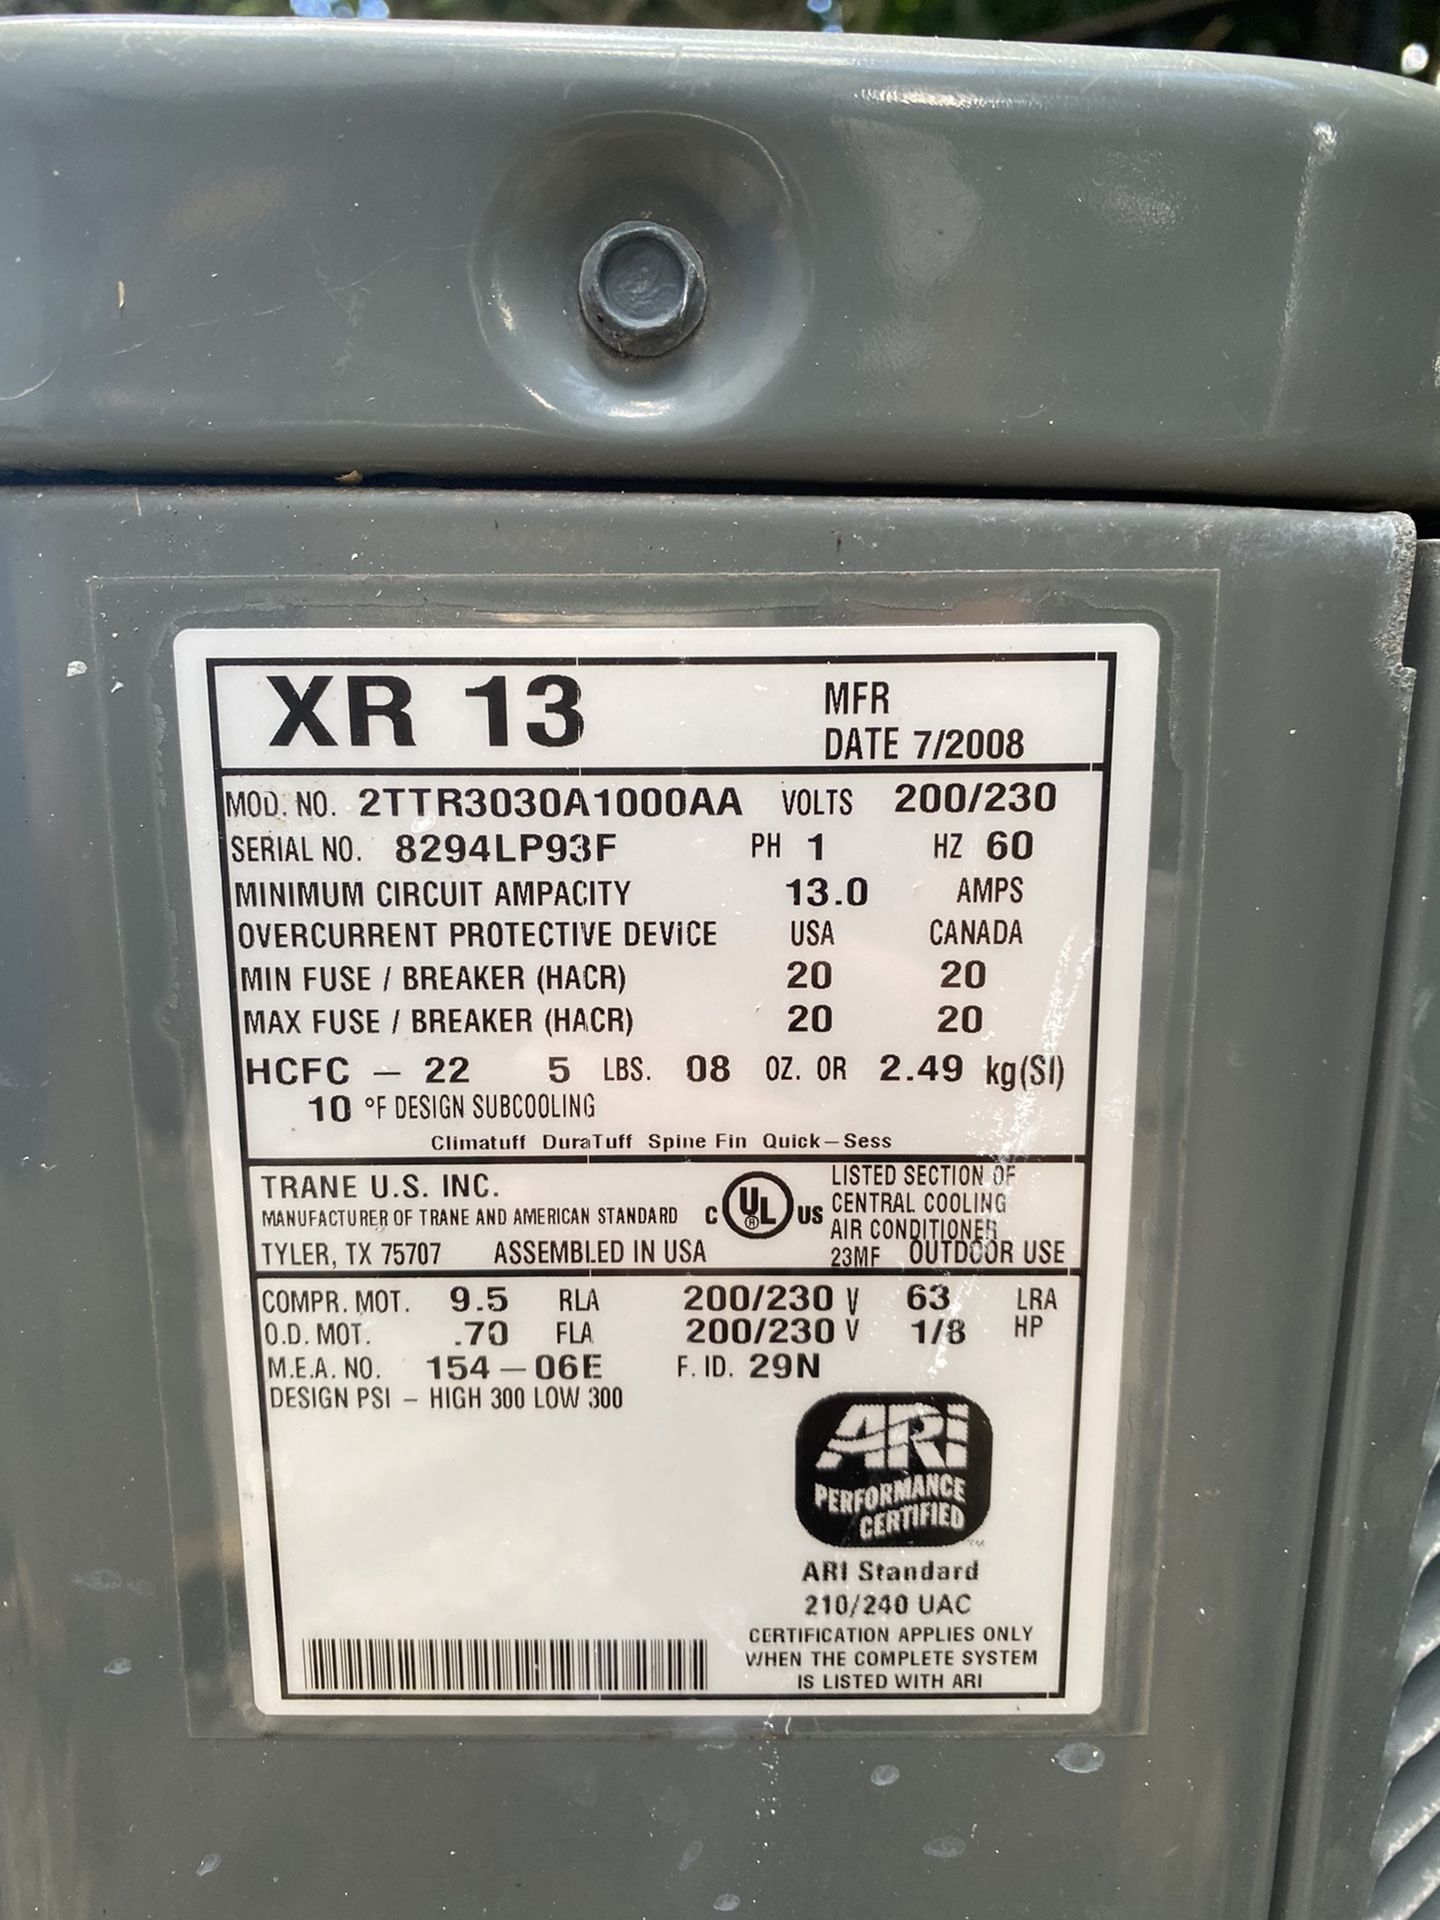 XR 13
MFR
DATE 7/2008
MOD. NO. 2TTR3030A1000AA VOLTS 200/230
SERIAL NO. 8294LP93F PH 1 HZ 60
MINIMUM CIRCUIT AMPACITY 13.0 AMPS
OVERCURRENT PROTECTIVE DEVICE USA CANADA
MIN FUSE / BREAKER (HACR) 20 20
MAX FUSE / BREAKER (HACR) 20 20
HCFC – 22 5 LBS. 08 OZ. OR 2.49 kg(SI)
10 °F DESIGN SUBCOOLING
Climatuff DuraTuff Spine Fin Quick–Sess
TRANE U.S. INC.
MANUFACTURER OF TRANE AND AMERICAN STANDARD
TYLER, TX 75707 ASSEMBLED IN USA
C UL ® US
LISTED SECTION OF
CENTRAL COOLING
AIR CONDITIONER
23MF OUTDOOR USE
COMPR. MOT. 9.5 RLA 200/230 V 63 LRA
O.D. MOT. .70 FLA 200/230 V 1/8 HP
M.E.A. NO. 154–06E F. ID. 29N
DESIGN PSI – HIGH 300 LOW 300
ARI
PERFORMANCE
CERTIFIED ™
ARI Standard
210/240 UAC
CERTIFICATION APPLIES ONLY
WHEN THE COMPLETE SYSTEM
IS LISTED WITH ARI